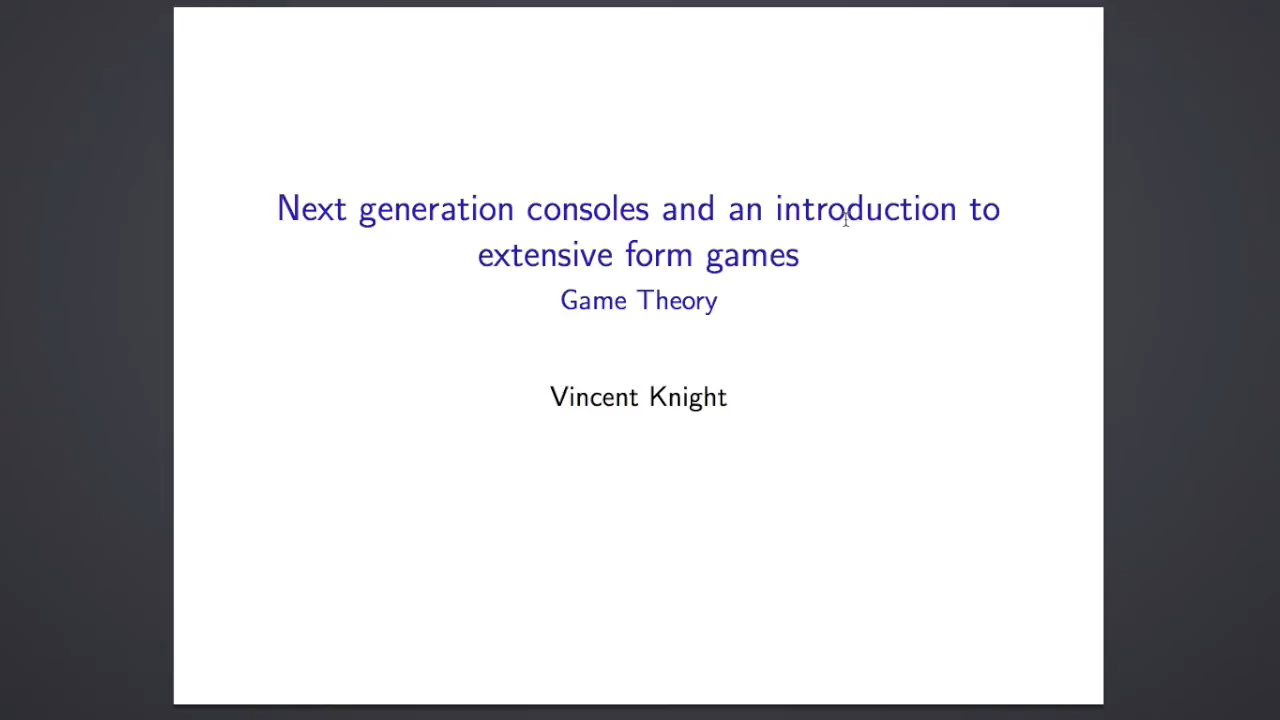 Next generation consoles and an introduction to
extensive form games
Game Theory
Vincent Knight